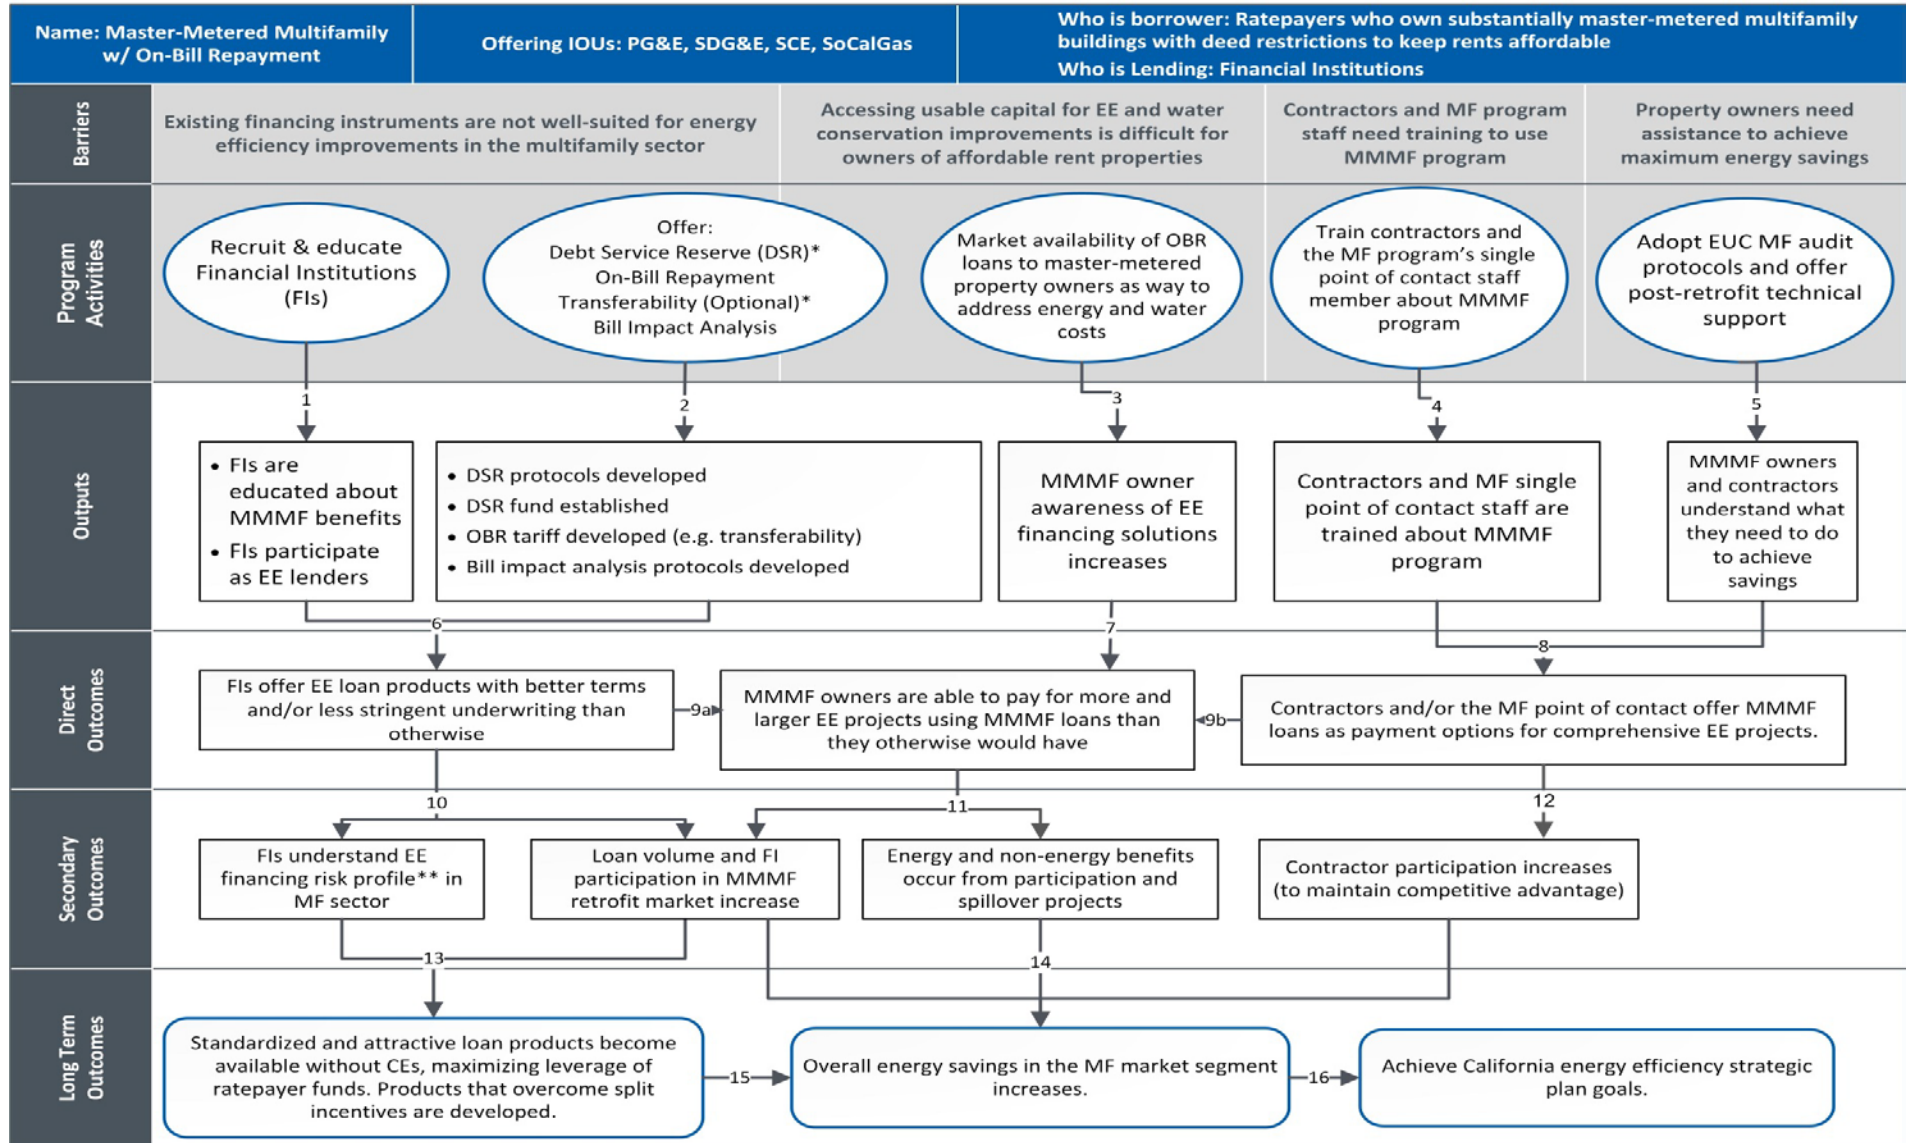 Name: Master-Metered Multifamily
w/ On-Bill Repayment
Offering IOUs: PG&E, SDG&E, SCE, SoCalGas
Who is borrower: Ratepayers who own substantially master-metered multifamily
buildings with deed restrictions to keep rents affordable
Who is Lending: Financial Institutions
Barriers
Existing financing instruments are not well-suited for energy
efficiency improvements in the multifamily sector
Accessing usable capital for EE and water
conservation improvements is difficult for
owners of affordable rent properties
Contractors and MF program
staff need training to use
MMMF program
Property owners need
assistance to achieve
maximum energy savings
Program
Activities
Recruit & educate
Financial Institutions
(FIs)
Offer:
Debt Service Reserve (DSR)*
On-Bill Repayment
Transferability (Optional)*
Bill Impact Analysis
Market availability of OBR
loans to master-metered
property owners as way to
address energy and water
costs
Train contractors and
the MF program's single
point of contact staff
member about MMMF
program
Adopt EUC MF audit
protocols and offer
post-retrofit technical
support
1
2
3
4
5
Outputs
• FIs are
educated about
MMMF benefits
• FIs participate
as EE lenders
• DSR protocols developed
• DSR fund established
• OBR tariff developed (e.g. transferability)
• Bill impact analysis protocols developed
MMMF owner
awareness of EE
financing solutions
increases
Contractors and MF single
point of contact staff are
trained about MMMF
program
MMMF owners
and contractors
understand what
they need to do
to achieve
savings
6
7
8
Direct
Outcomes
FIs offer EE loan products with better terms
and/or less stringent underwriting than
otherwise
9a
MMMF owners are able to pay for more and
larger EE projects using MMMF loans than
they otherwise would have
9b
Contractors and/or the MF point of contact offer MMMF
loans as payment options for comprehensive EE projects.
10
11
12
Secondary
Outcomes
FIs understand EE
financing risk profile** in
MF sector
Loan volume and FI
participation in MMMF
retrofit market increase
Energy and non-energy benefits
occur from participation and
spillover projects
Contractor participation increases
(to maintain competitive advantage)
13
14
Long Term
Outcomes
Standardized and attractive loan products become
available without CEs, maximizing leverage of
ratepayer funds. Products that overcome split
incentives are developed.
15
Overall energy savings in the MF market segment
increases.
16
Achieve California energy efficiency strategic
plan goals.